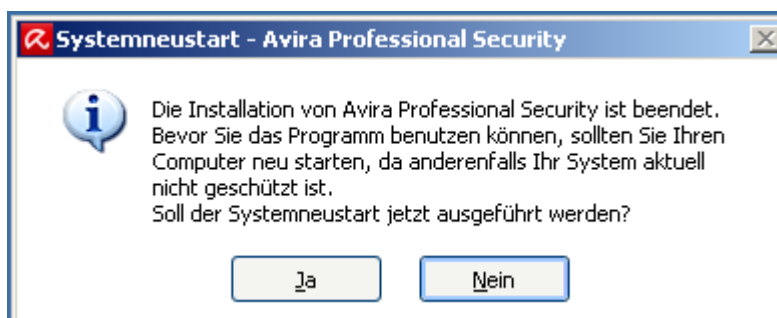 Systemneustart - Avira Professional Security
Die Installation von Avira Professional Security ist beendet.
Bevor Sie das Programm benutzen können, sollten Sie Ihren
Computer neu starten, da anderenfalls Ihr System aktuell
nicht geschützt ist.
Soll der Systemneustart jetzt ausgeführt werden?
Ja Nein